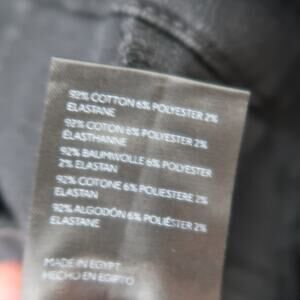 92% COTTON 6% POLYESTER 2%
ELASTANE
92% COTON 6% POLYESTER 2%
ÉLASTHANNE
92% BAUMWOLLE 6% POLYESTER
2% ELASTAN
92% COTONE 6% POLIESTERE 2%
ELASTAN
92% ALGODÓN 6% POLIÉSTER 2%
ELASTANE
MADE IN EGYPT
HECHO EN EGIPTO